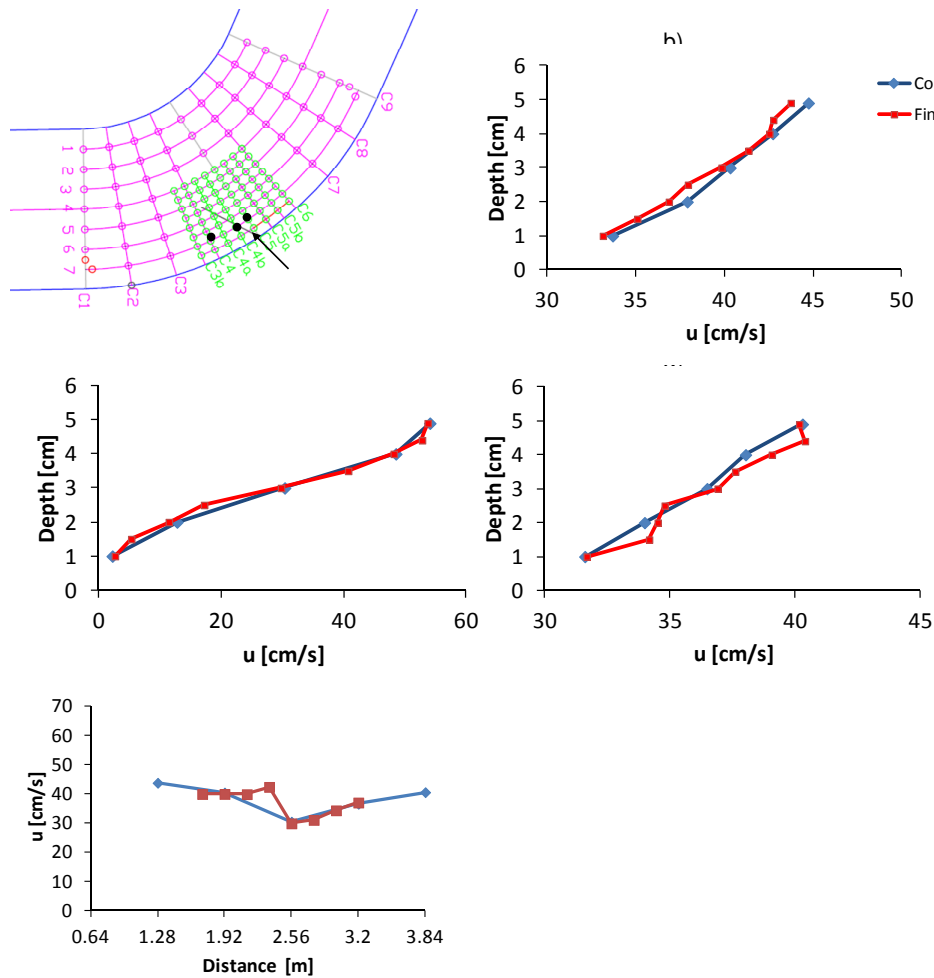 1
2
3
4
5
6
7
C1
C2
C3
C3b
C4
C4a
C4b
C5
C5a
C5b
C6
C7
C8
C9
b)
6
5
4
3
2
1
0
Depth [cm]
30 35 40 45 50
u [cm/s]
Co
Fin
6
5
4
3
2
1
0
Depth [cm]
0 20 40 60
u [cm/s]
6
5
4
3
2
1
0
Depth [cm]
30 35 40 45
u [cm/s]
70
60
50
40
30
20
10
0
u [cm/s]
0.64 1.28 1.92 2.56 3.2 3.84
Distance [m]